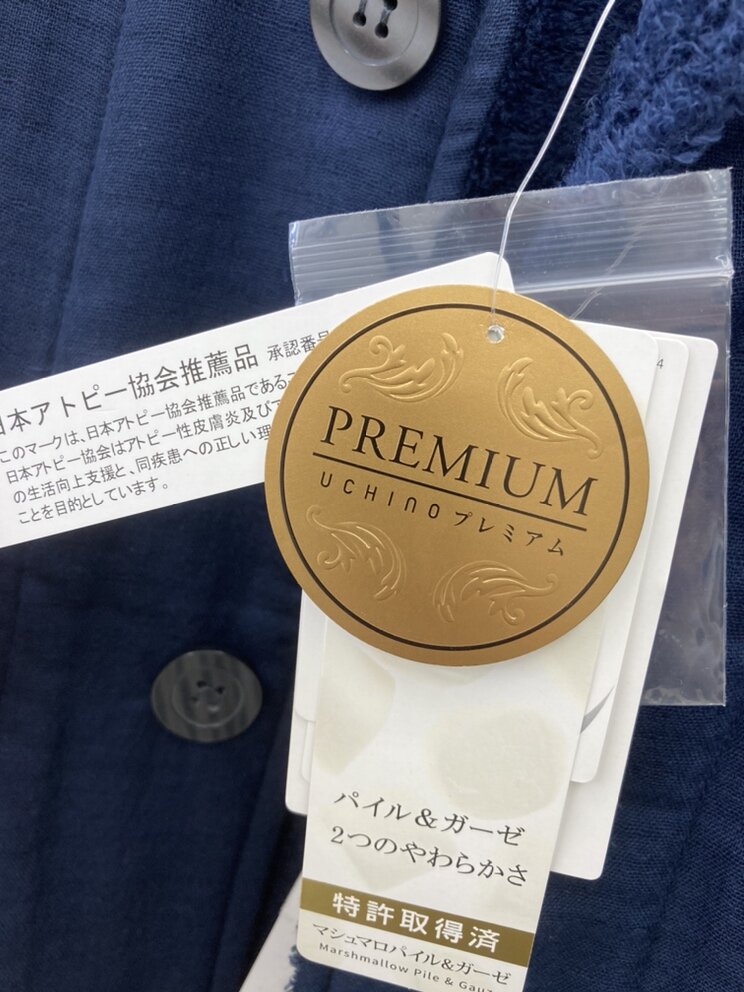 日本アトピー協会推薦品 承認番号
このマークは、日本アトピー協会推薦品である
日本アトピー協会はアトピー性皮膚炎及び
の生活向上支援と、同疾患への正しい理
ことを目的としています。
PREMIUM
UCHINOプレミアム
4
パイル&ガーゼ
2つのやわらかさ
特許取得済
マシュマロパイル&ガーゼ
Marshmallow Pile & Gauz